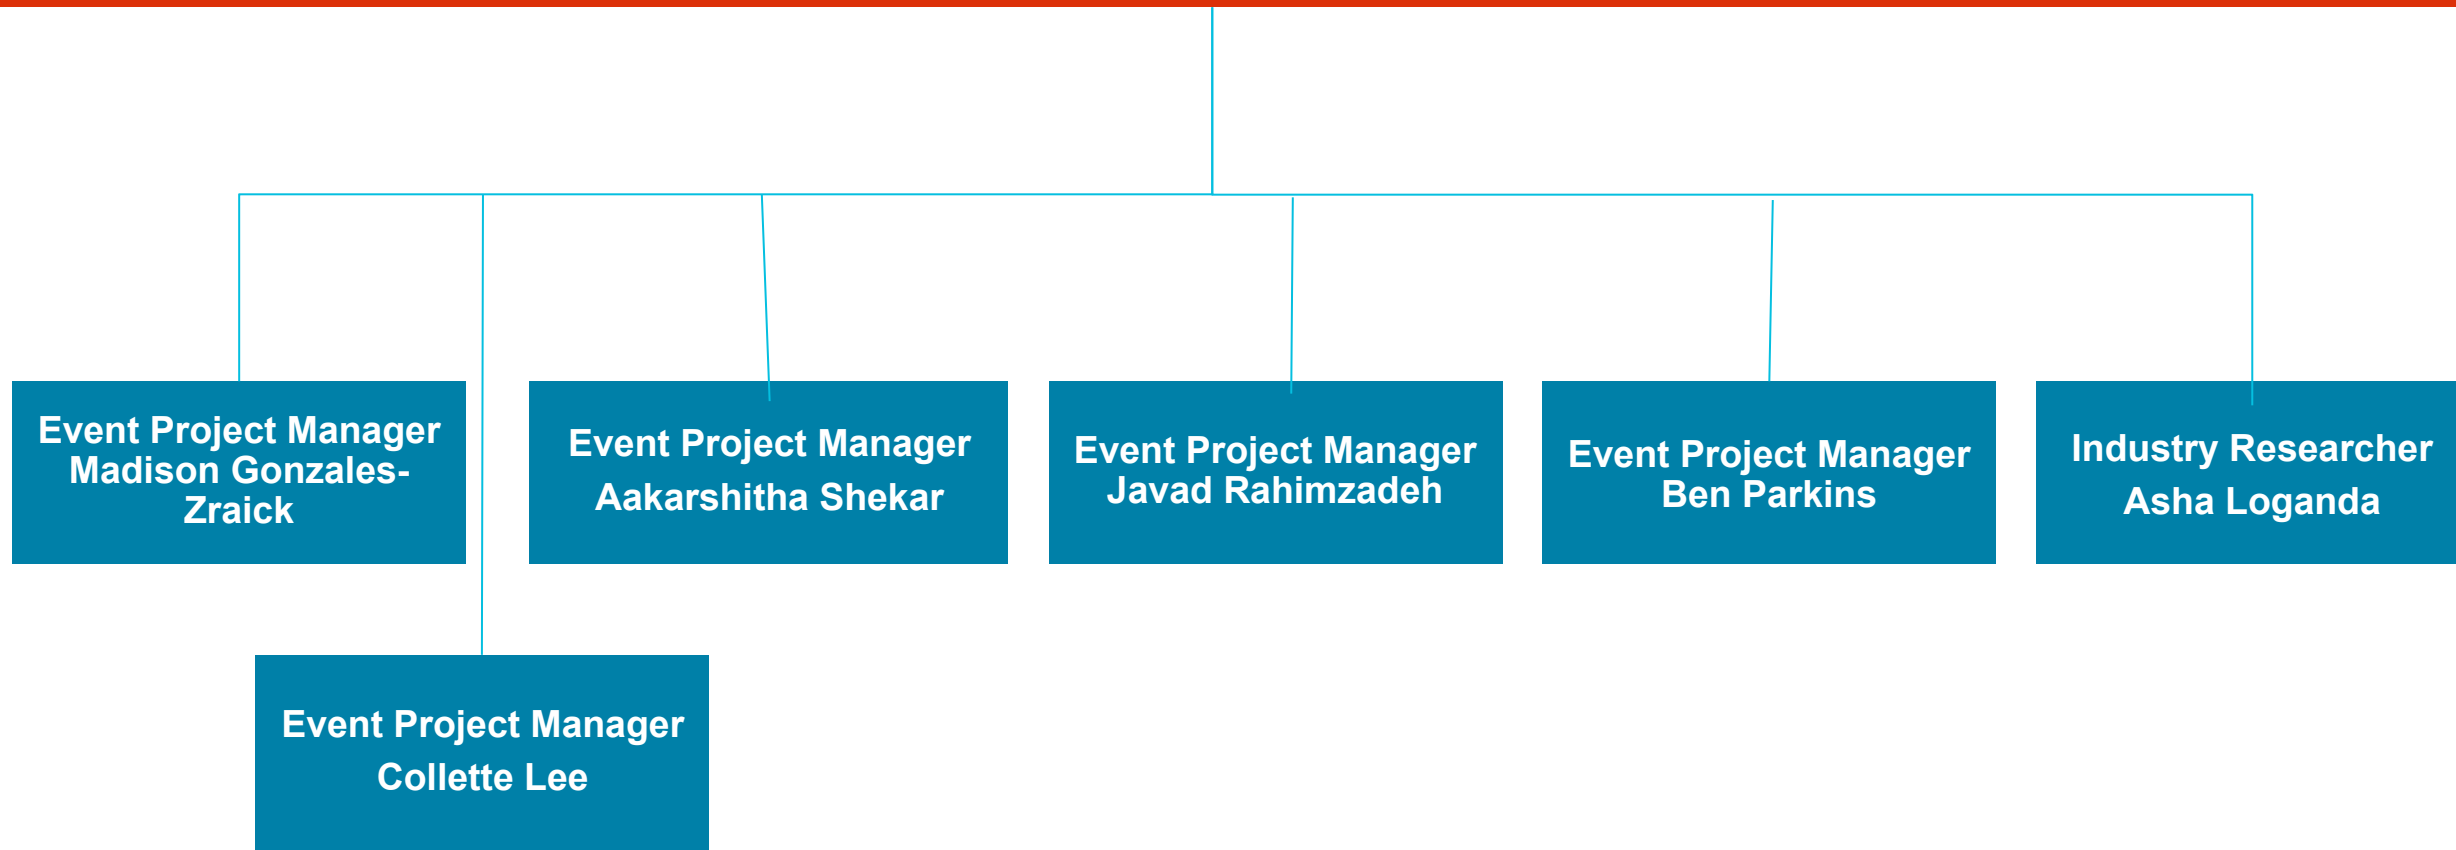 Event Project Manager
Madison Gonzales-
Zraick
Event Project Manager
Aakarshitha Shekar
Event Project Manager
Javad Rahimzadeh
Event Project Manager
Ben Parkins
Industry Researcher
Asha Loganda
Event Project Manager
Collette Lee